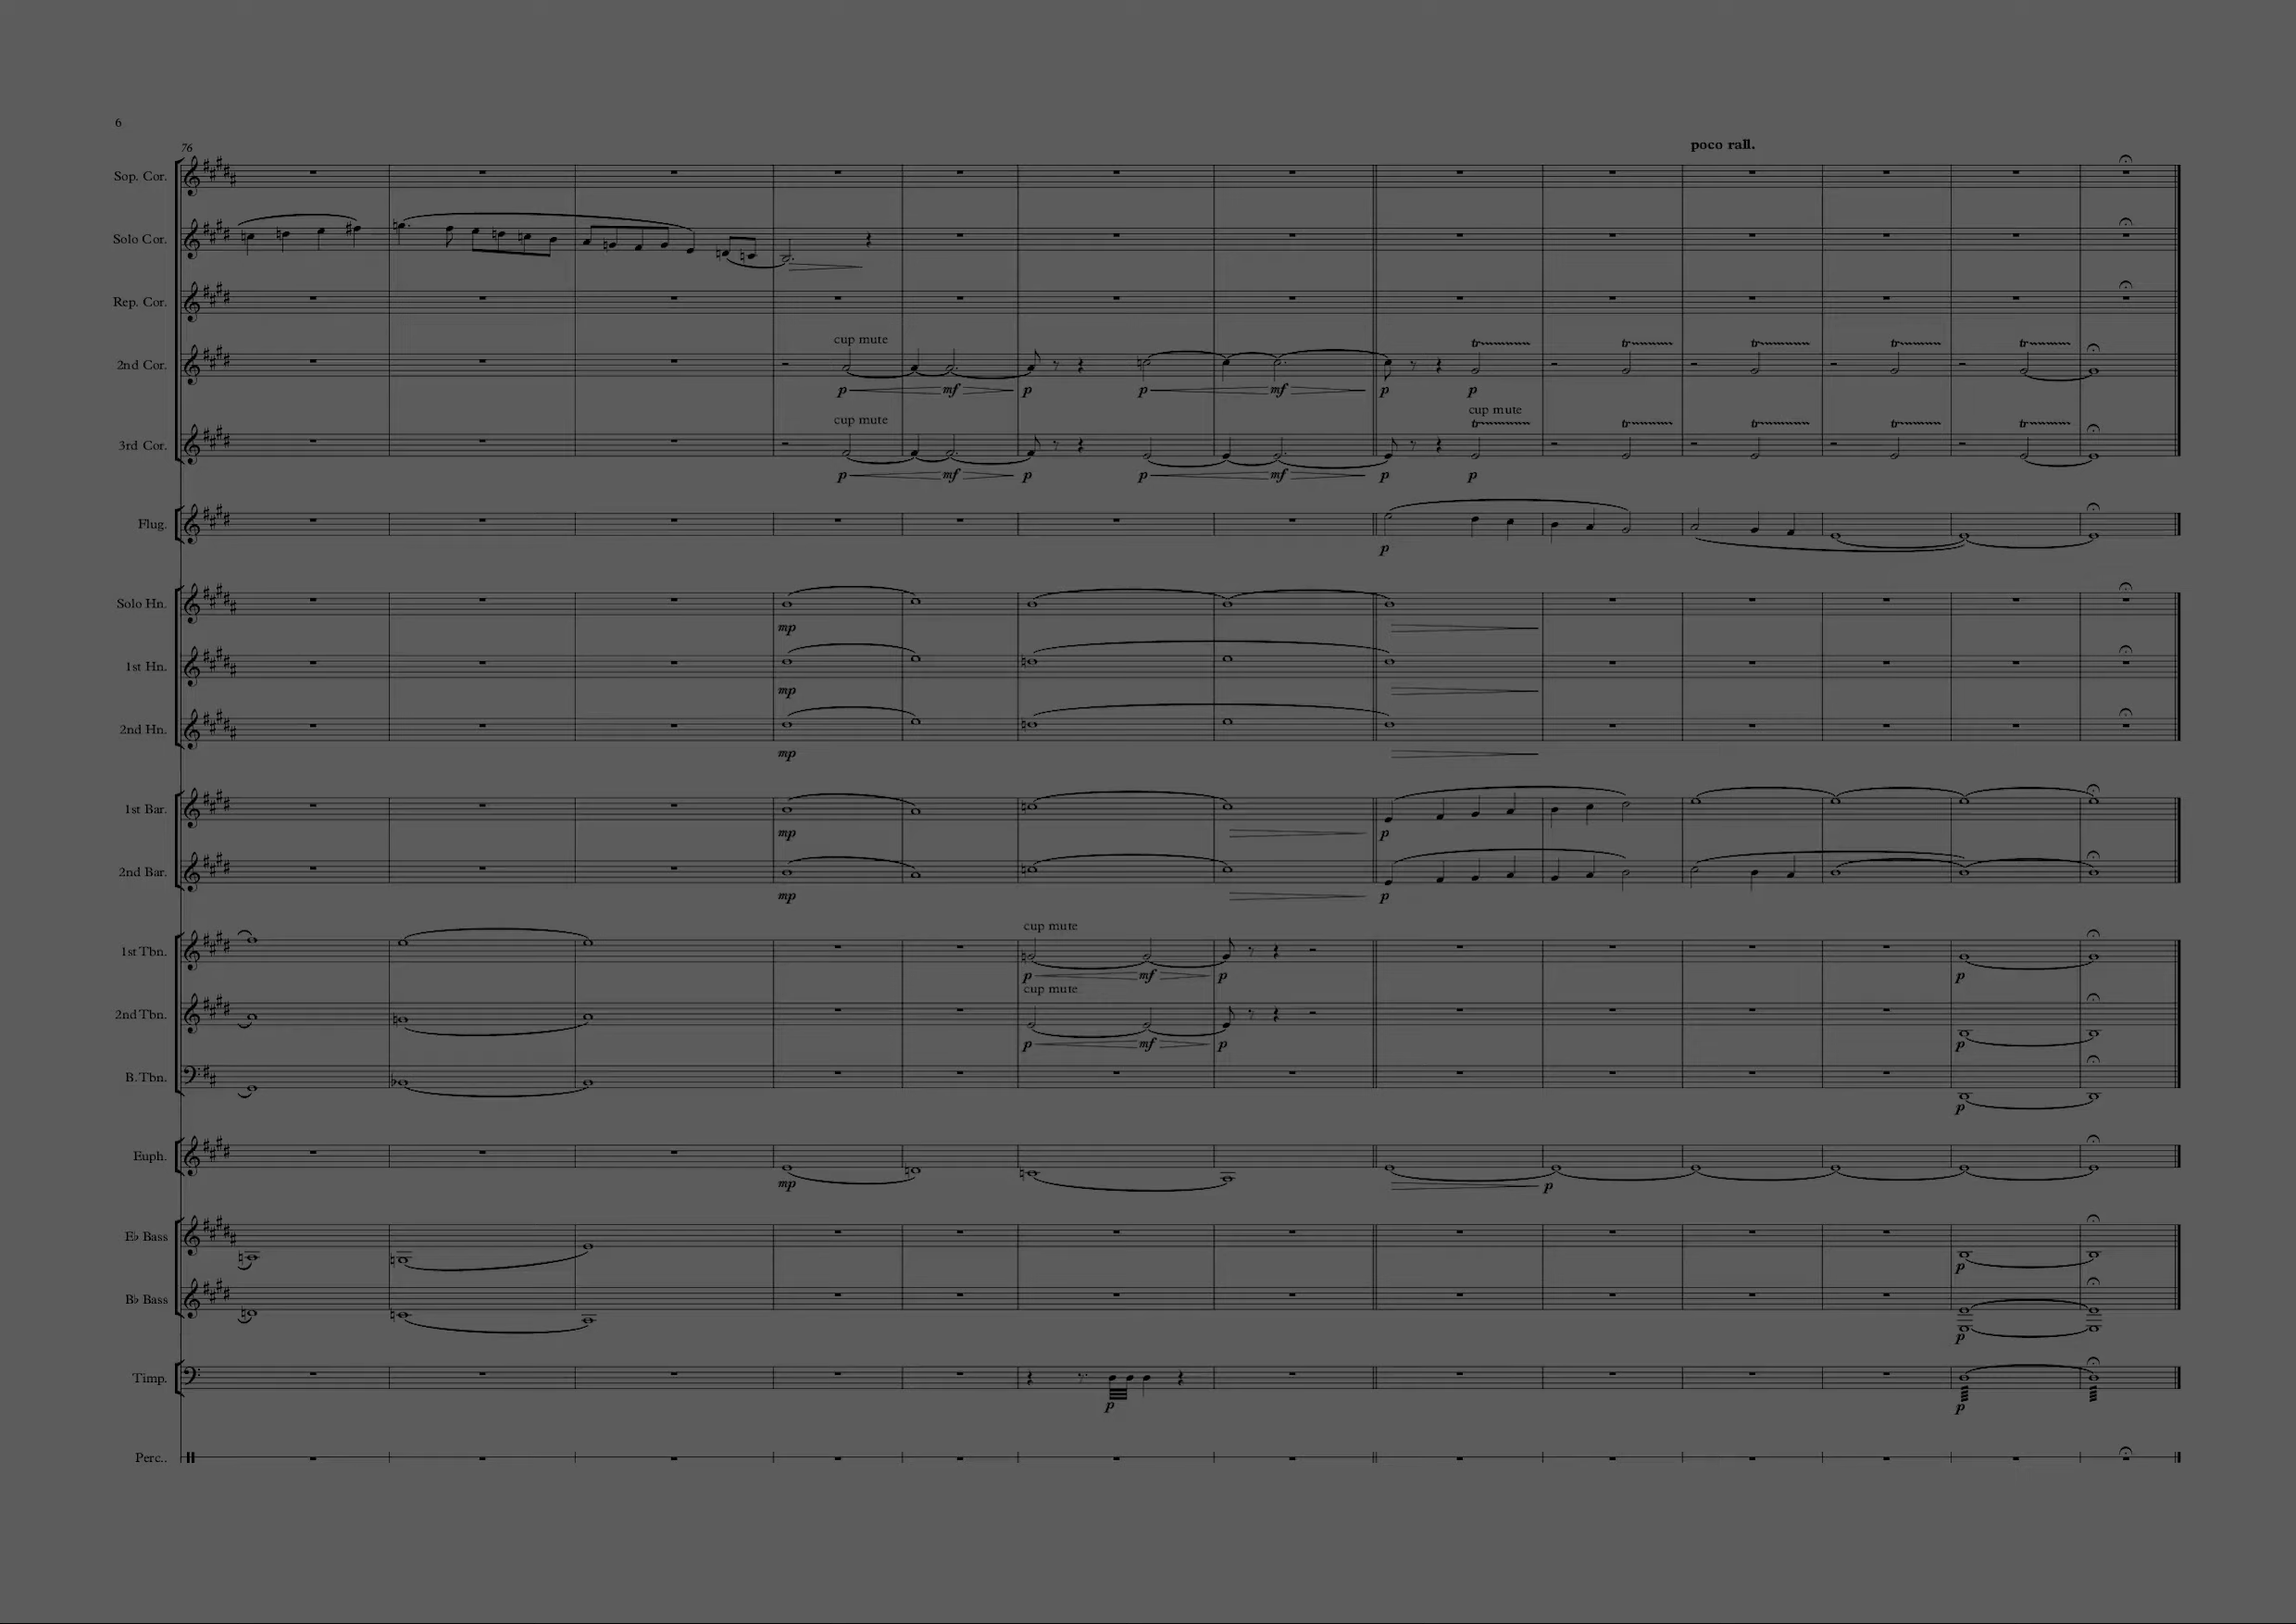 6
76
poco rall.
Sop. Cor.
Solo Cor.
Rep. Cor.
cup mute
2nd Cor.
p mf p p mf p p
cup mute cup mute
3rd Cor.
p mf p p mf p p
Flug.
p
Solo Hn.
mp
1st Hn.
mp
2nd Hn.
mp
1st Bar.
mp p
2nd Bar.
mp p
cup mute
1st Tbn.
p mf p p
cup mute
2nd Tbn.
p mf p p
B. Tbn.
p
Euph.
mp p
E♭ Bass
p
B♭ Bass
p
Timp.
p p
Perc..